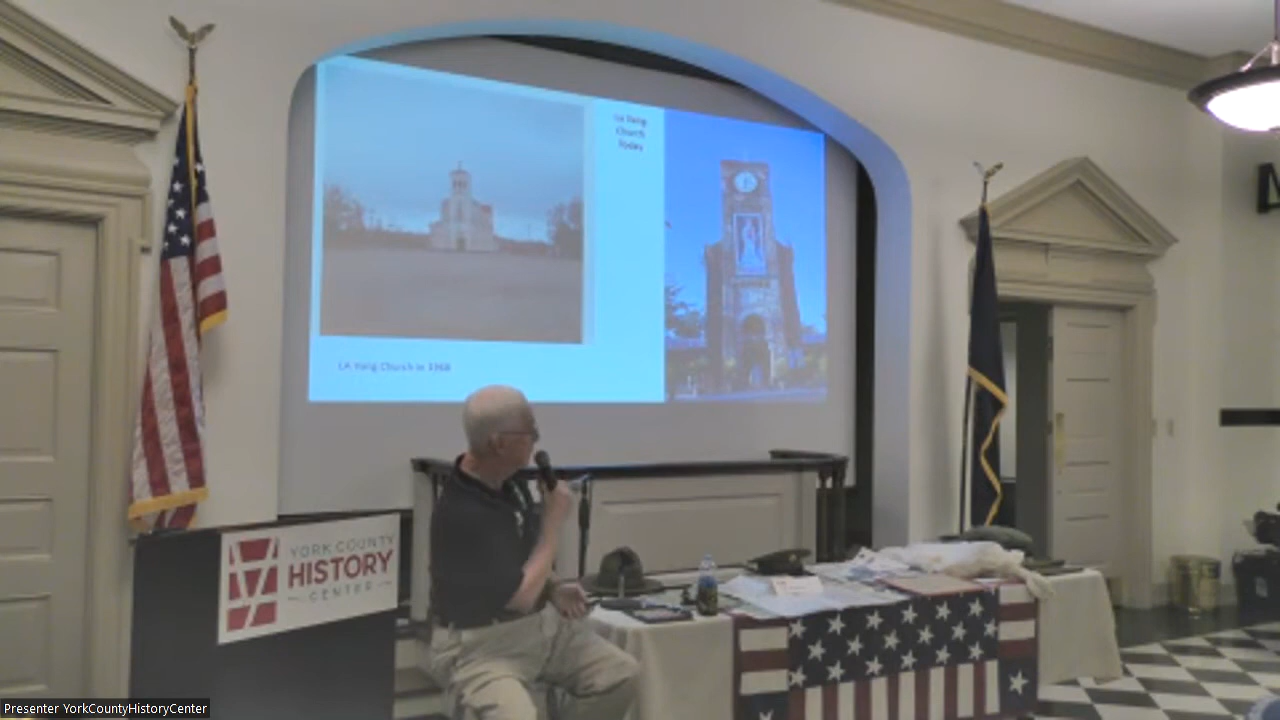 La Vang
Church
Today
LA Vang Church in 1968
YORK COUNTY
HISTORY
CENTER
Presenter YorkCountyHistoryCenter